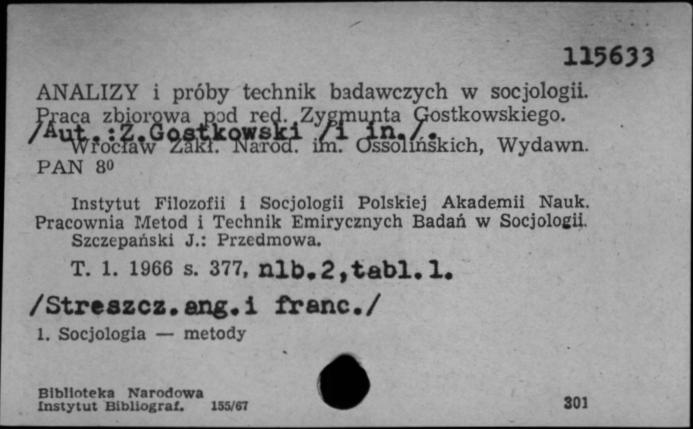 115633
ANALIZY i próby technik badawczych w socjologii.
Praca zbiorowa pod red. Zygmunta Gostkowskiego.
/Aut.:Z.Gostkowski /i in./.
Wrocław Zakł. Narod. im. Ossolińskich, Wydawn.
PAN 8⁰
Instytut Filozofii i Socjologii Polskiej Akademii Nauk.
Pracownia Metod i Technik Emirycznych Badań w Socjologii.
Szczepański J.: Przedmowa.
T. 1. 1966 s. 377, nlb.2,tabl.1.
/Streszcz.ang.i franc./
1. Socjologia — metody
Biblioteka Narodowa
Instytut Bibliograf. 155/67
301